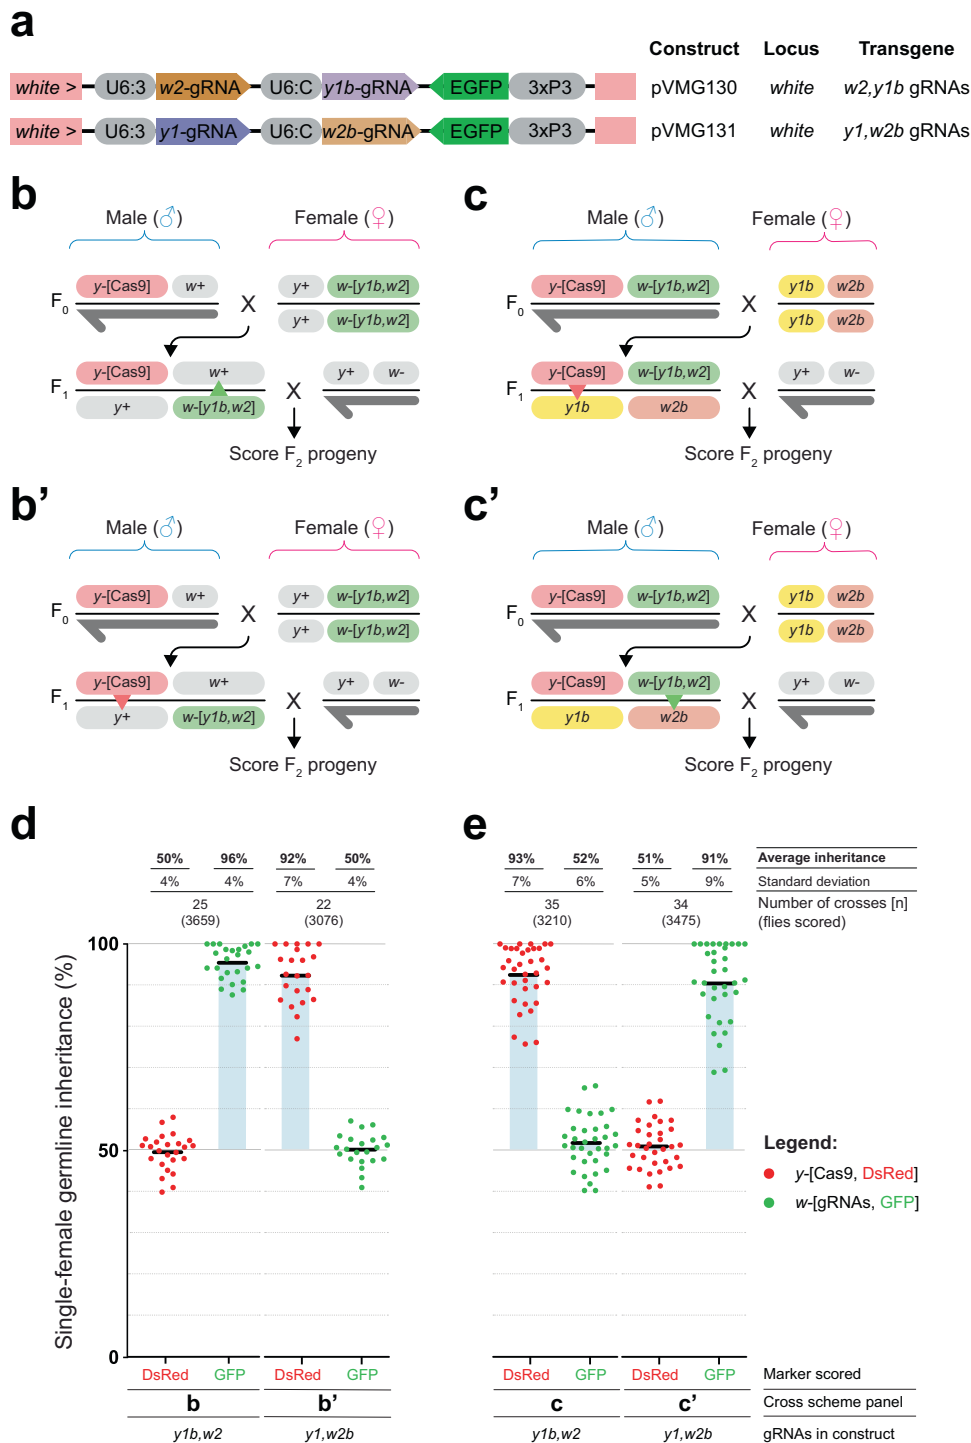 a
Construct Locus Transgene
white > U6:3 w2-gRNA U6:C y1b-gRNA EGFP 3xP3 pVMG130 white w2,y1b gRNAs
white > U6:3 y1-gRNA U6:C w2b-gRNA EGFP 3xP3 pVMG131 white y1,w2b gRNAs
b
Male (♂) Female (♀)
y-[Cas9] w+ y+ w-[y1b,w2]
F0 X
y+ w-[y1b,w2]
y-[Cas9] w+ y+ w-
F1 X
y+ w-[y1b,w2]
Score F2 progeny
c
Male (♂) Female (♀)
y-[Cas9] w-[y1b,w2] y1b w2b
F0 X
y1b w2b
y-[Cas9] w-[y1b,w2] y+ w-
F1 X
y1b w2b
Score F2 progeny
b’
Male (♂) Female (♀)
y-[Cas9] w+ y+ w-[y1b,w2]
F0 X
y+ w-[y1b,w2]
y-[Cas9] w+ y+ w-
F1 X
y+ w-[y1b,w2]
Score F2 progeny
c’
Male (♂) Female (♀)
y-[Cas9] w-[y1b,w2] y1b w2b
F0 X
y1b w2b
y-[Cas9] w-[y1b,w2] y+ w-
F1 X
y1b w2b
Score F2 progeny
d e
50% 96% 92% 50% 93% 52% 51% 91% Average inheritance
4% 4% 7% 4% 7% 6% 5% 9% Standard deviation
25 22 35 34 Number of crosses [n]
(3659) (3076) (3210) (3475) (flies scored)
Single-female germline inheritance (%)
100
50
0
Legend:
y-[Cas9, DsRed]
w-[gRNAs, GFP]
DsRed GFP DsRed GFP DsRed GFP DsRed GFP Marker scored
b b’ c c’ Cross scheme panel
y1b,w2 y1,w2b y1b,w2 y1,w2b gRNAs in construct